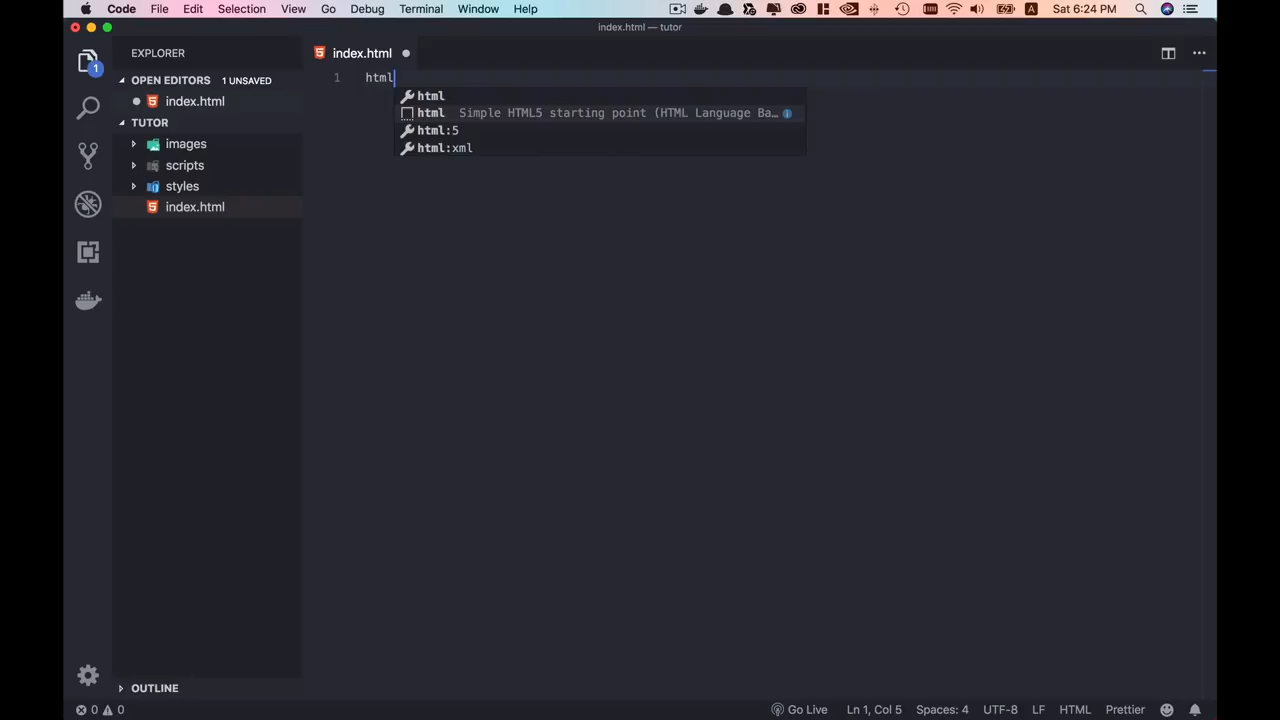 Code File Edit Selection View Go Debug Terminal Window Help A Sat 6:24 PM
index.html — tutor
EXPLORER
index.html
OPEN EDITORS 1 UNSAVED
index.html
TUTOR
images
scripts
styles
index.html
1
1 html
html
html Simple HTML5 starting point (HTML Language Ba…
html:5
html:xml
OUTLINE
0 0 Go Live Ln 1, Col 5 Spaces: 4 UTF-8 LF HTML Prettier